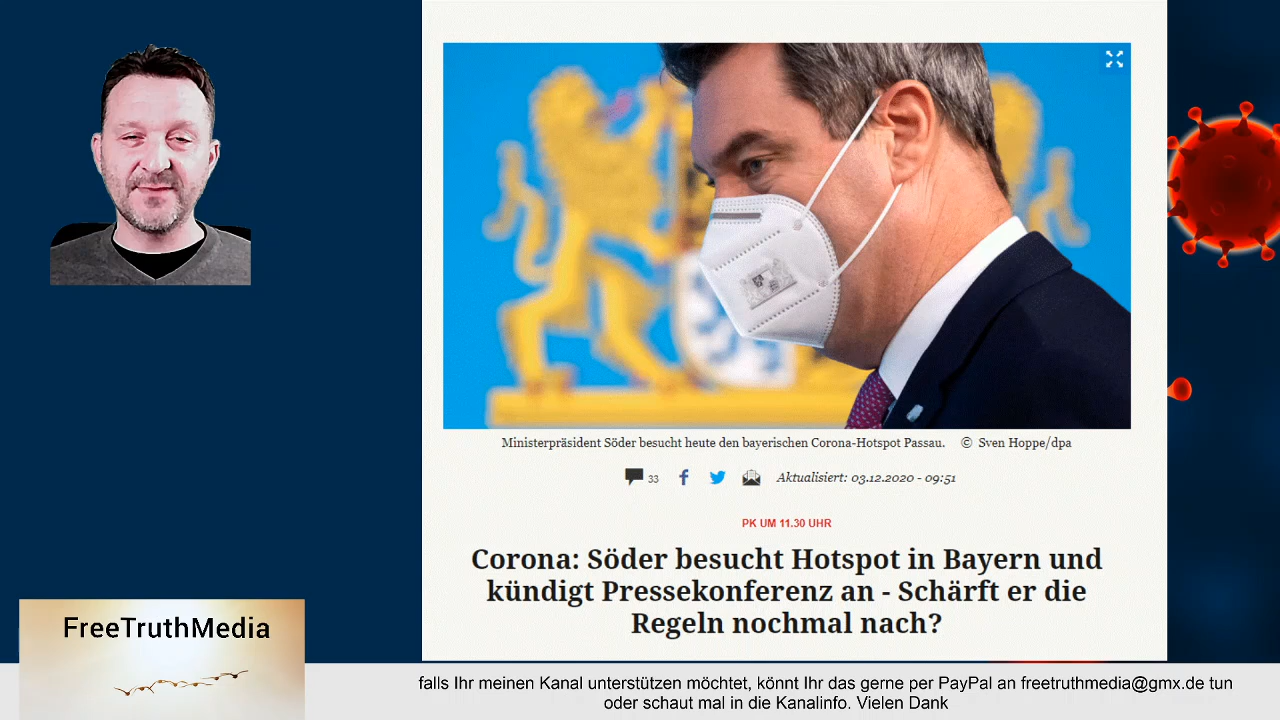 Ministerpräsident Söder besucht heute den bayerischen Corona-Hotspot Passau. © Sven Hoppe/dpa
33 Aktualisiert: 03.12.2020 - 09:51
PK UM 11.30 UHR
Corona: Söder besucht Hotspot in Bayern und
kündigt Pressekonferenz an - Schärft er die
Regeln nochmal nach?
FreeTruthMedia
falls Ihr meinen Kanal unterstützen möchtet, könnt Ihr das gerne per PayPal an freetruthmedia@gmx.de tun
oder schaut mal in die Kanalinfo. Vielen Dank